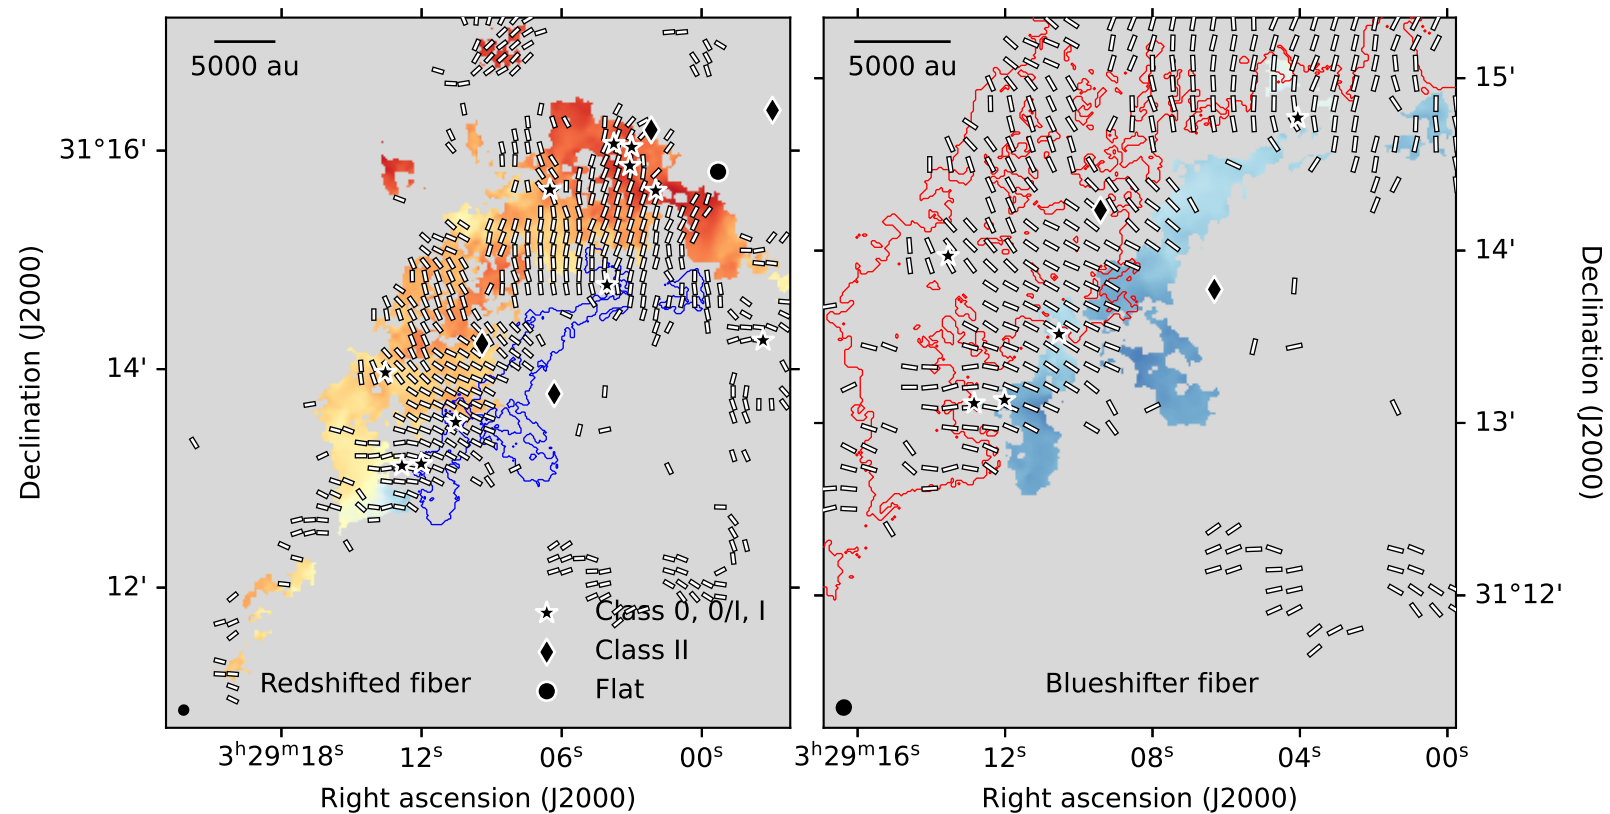 5000 au
31°16'
14'
12'
Declination (J2000)
Class 0, 0/I, I
Class II
Flat
Redshifted fiber
3ʰ29ᵐ18ˢ
12ˢ
06ˢ
00ˢ
Right ascension (J2000)
5000 au
15'
14'
13'
31°12'
Declination (J2000)
Blueshifter fiber
3ʰ29ᵐ16ˢ
12ˢ
08ˢ
04ˢ
00ˢ
Right ascension (J2000)